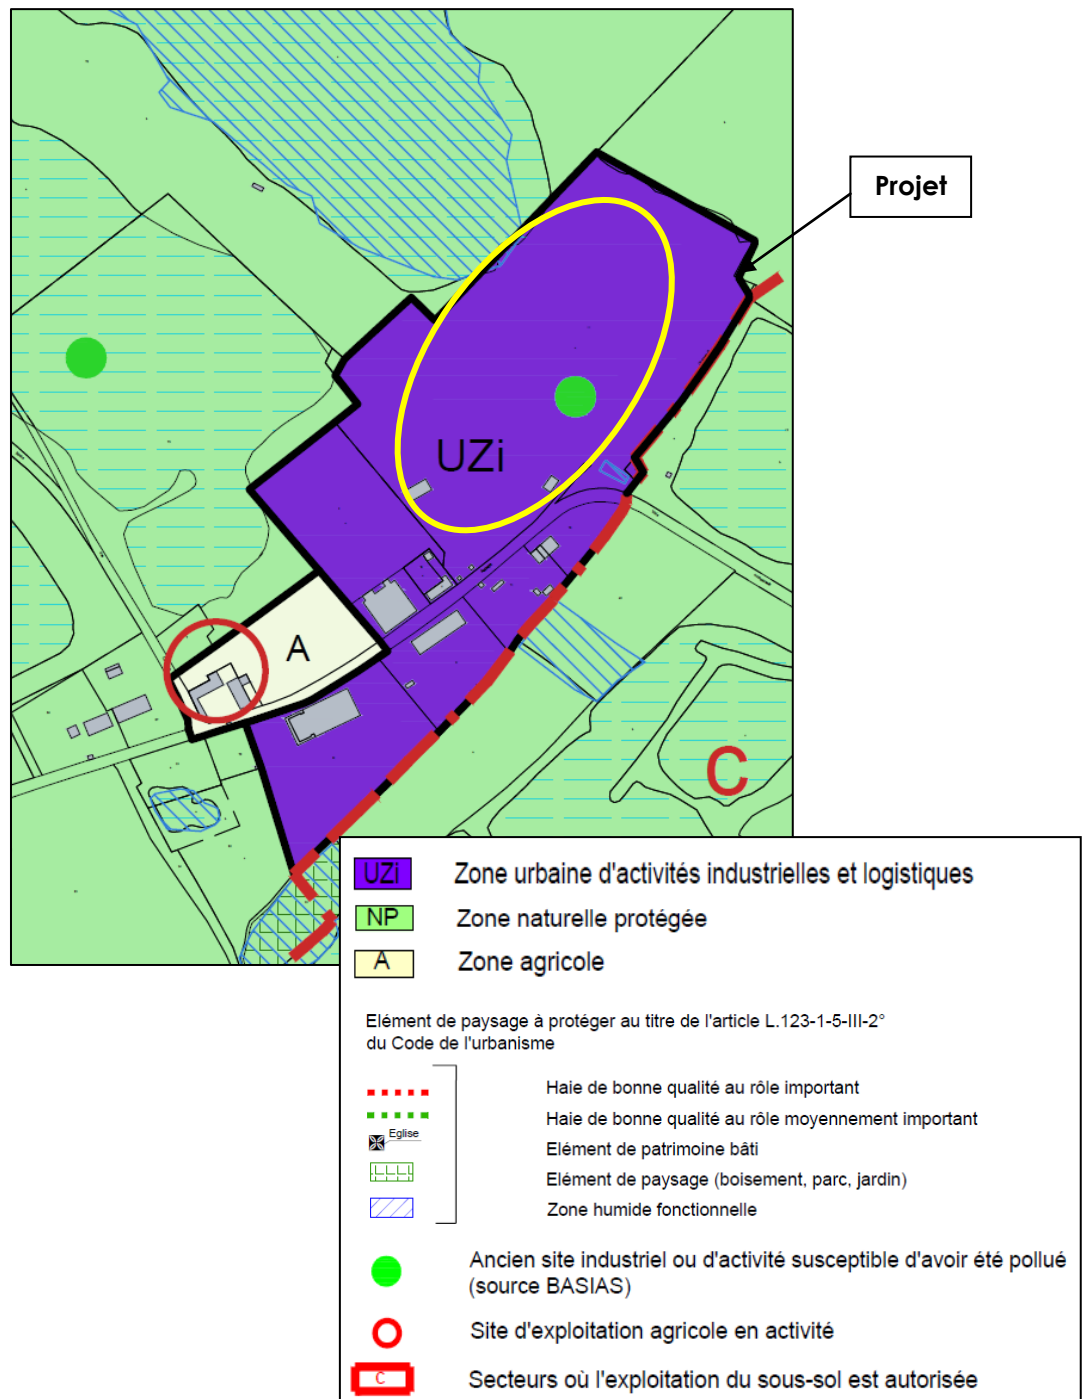 Projet
UZi
A
C
UZi Zone urbaine d'activités industrielles et logistiques
NP Zone naturelle protégée
A Zone agricole
Elément de paysage à protéger au titre de l'article L.123-1-5-III-2°
du Code de l'urbanisme
Haie de bonne qualité au rôle important
Haie de bonne qualité au rôle moyennement important
Eglise
Elément de patrimoine bâti
Elément de paysage (boisement, parc, jardin)
Zone humide fonctionnelle
Ancien site industriel ou d'activité susceptible d'avoir été pollué
(source BASIAS)
Site d'exploitation agricole en activité
C Secteurs où l'exploitation du sous-sol est autorisée